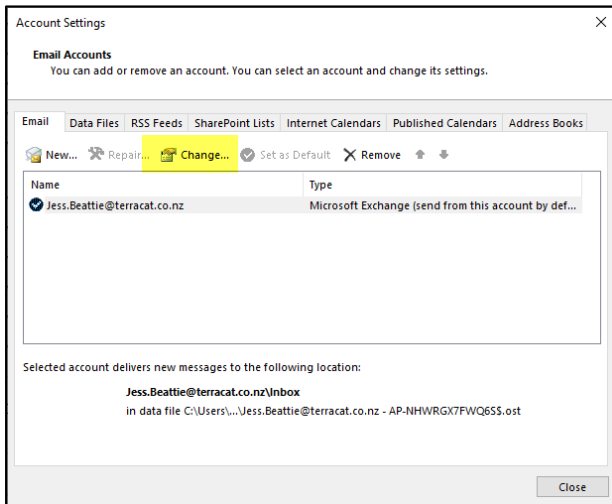 Account Settings
Email Accounts
You can add or remove an account. You can select an account and change its settings.
Email Data Files RSS Feeds SharePoint Lists Internet Calendars Published Calendars Address Books
New... Repair... Change... Set as Default Remove
Name Type
Jess.Beattie@terracat.co.nz Microsoft Exchange (send from this account by def...
Selected account delivers new messages to the following location:
Jess.Beattie@terracat.co.nz\Inbox
in data file C:\Users\...\Jess.Beattie@terracat.co.nz - AP-NHWRGX7FWQ6S$.ost
Close